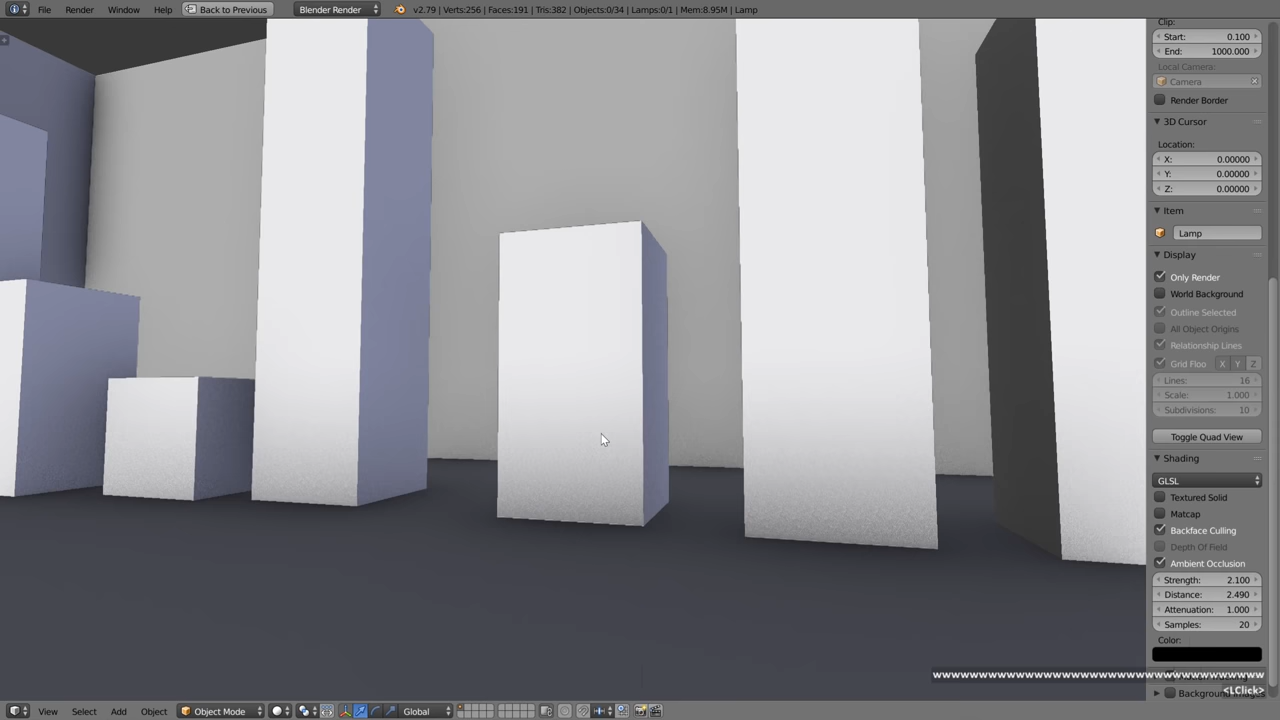 File Render Window Help Back to Previous Blender Render v2.79 | Verts:256 | Faces:191 | Tris:382 | Objects:0/34 | Lamps:0/1 | Mem:8.95M | Lamp
Clip:
Start: 0.100
End: 1000.000
Local Camera:
Camera
Render Border
3D Cursor
Location:
X: 0.00000
Y: 0.00000
Z: 0.00000
Item
Lamp
Display
Only Render
World Background
Outline Selected
All Object Origins
Relationship Lines
Grid Floo X Y Z
Lines: 16
Scale: 1.000
Subdivisions: 10
Toggle Quad View
Shading
GLSL
Textured Solid
Matcap
Backface Culling
Depth Of Field
Ambient Occlusion
Strength: 2.100
Distance: 2.490
Attenuation: 1.000
Samples: 20
Color:
<LClick>
View Select Add Object Object Mode Global